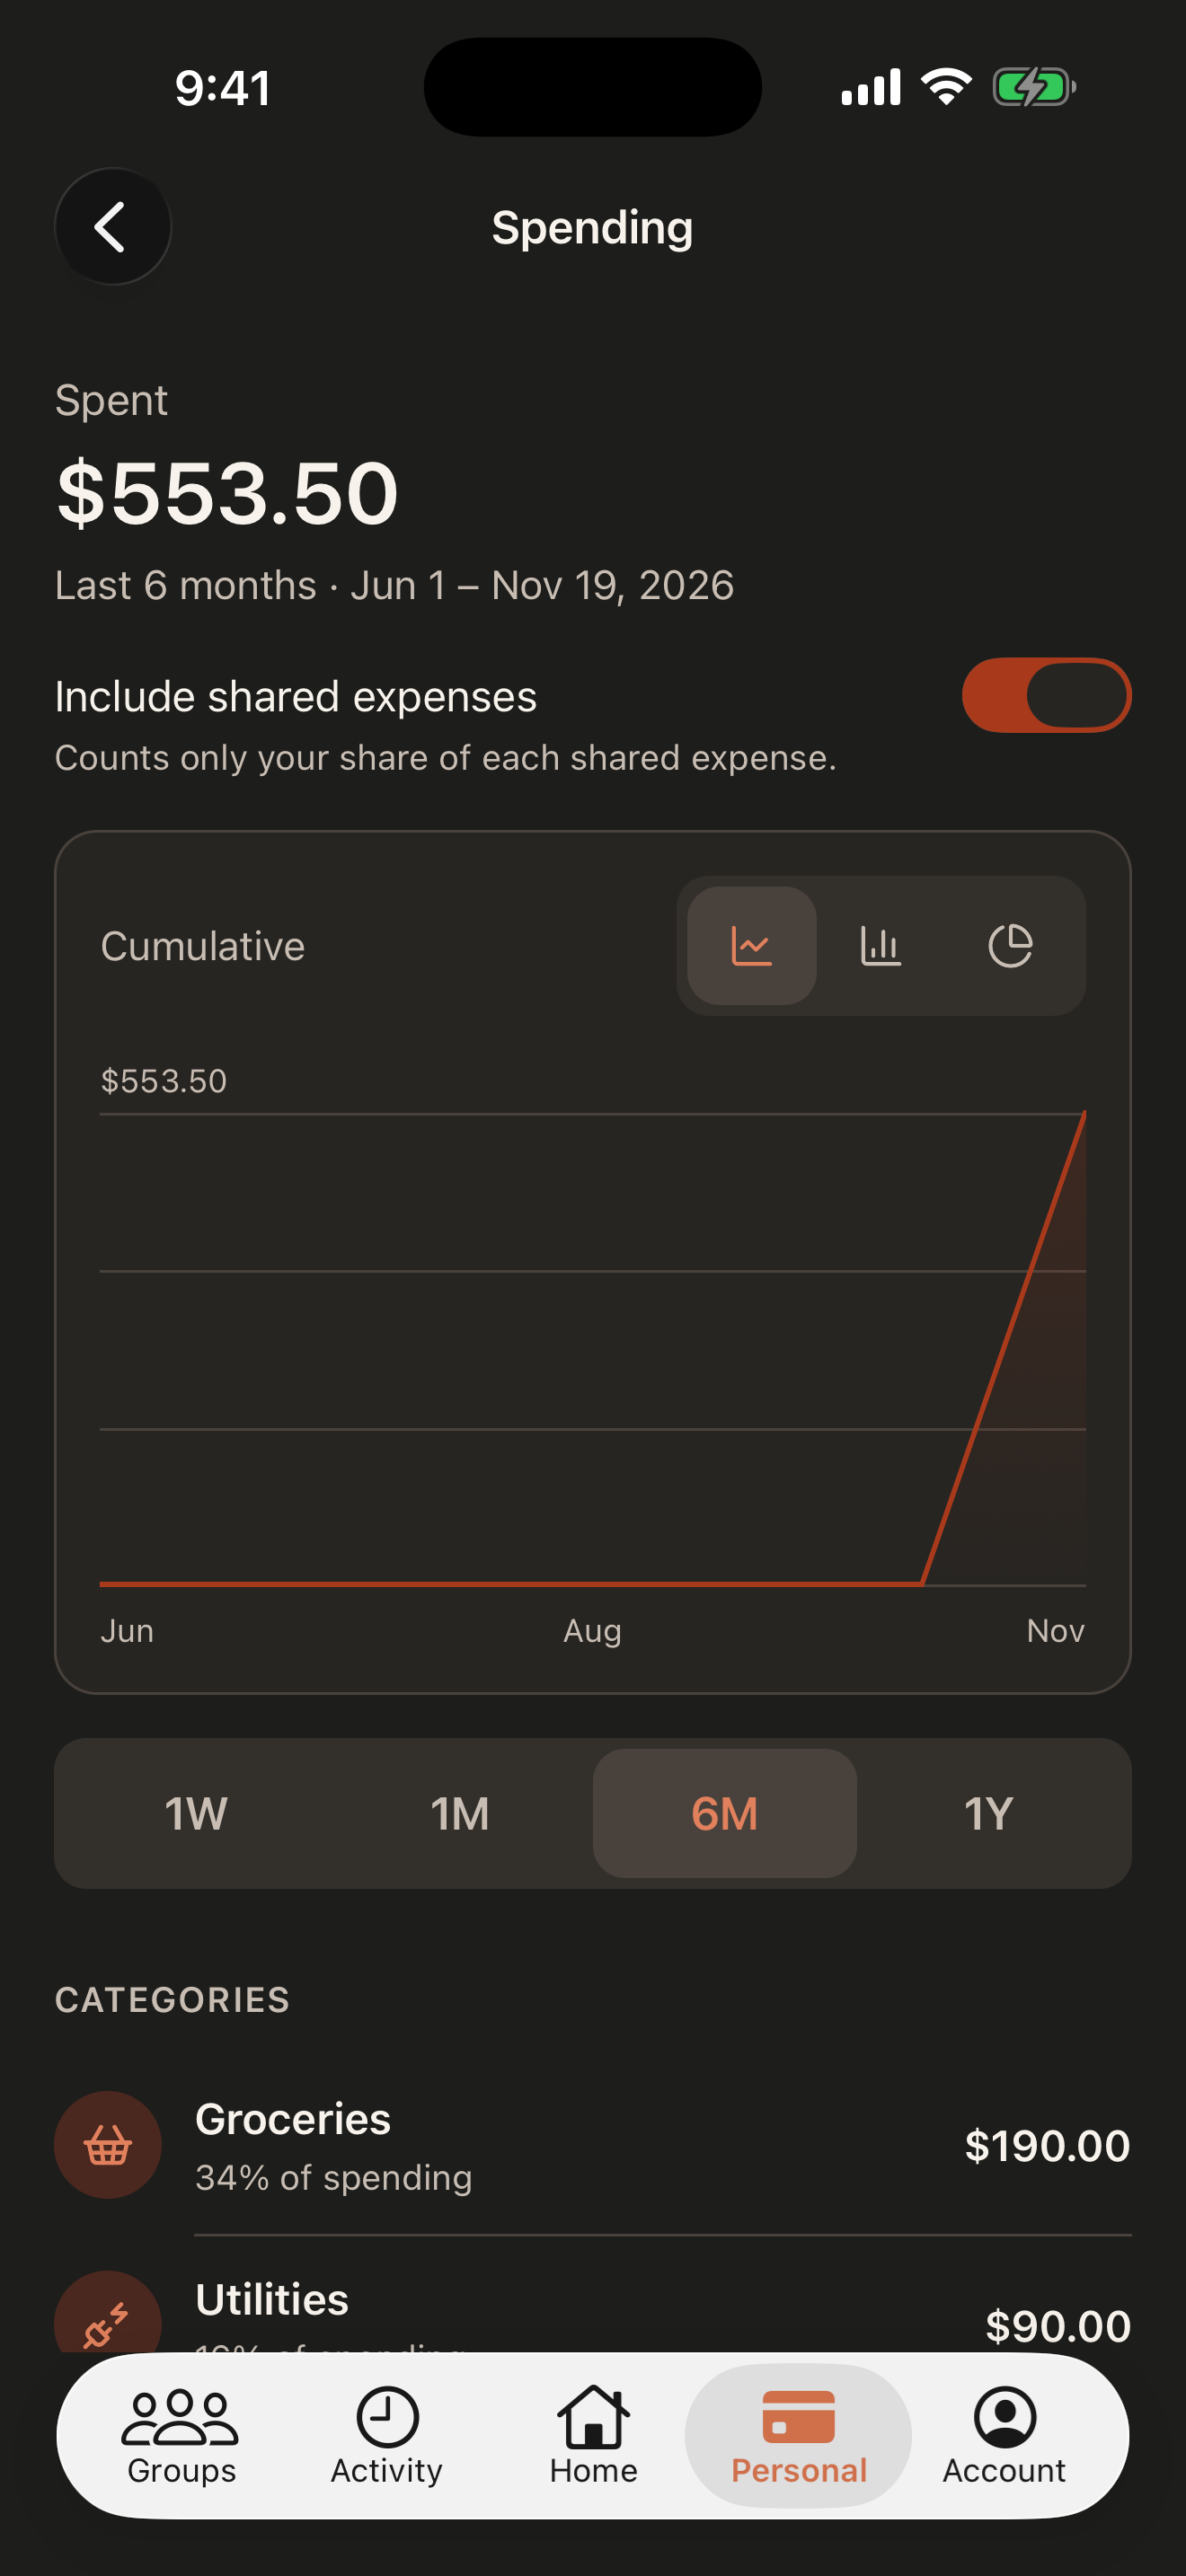 9:41
Spending
Spent
$553.50
Last 6 months · Jun 1 – Nov 19, 2026
Include shared expenses
Counts only your share of each shared expense.
Cumulative
$553.50
Jun Aug Nov
1W 1M 6M 1Y
CATEGORIES
Groceries
$190.00
34% of spending
Utilities
$90.00
Groups Activity Home Personal Account